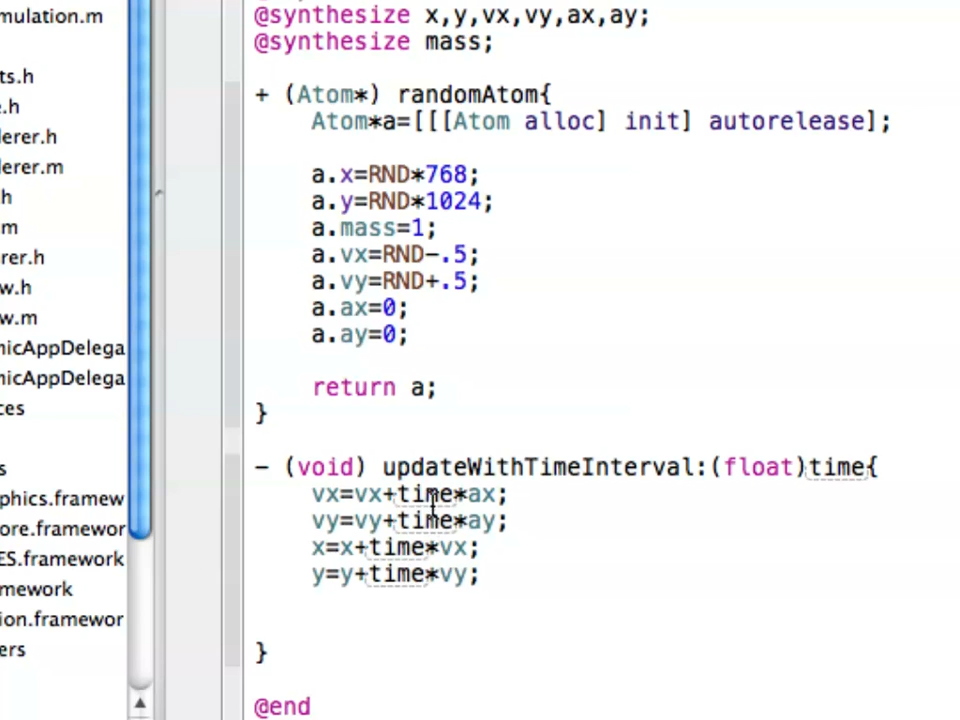 mulation.m
ts.h
e.h
lerer.h
lerer.m
h
m
rer.h
w.h
w.m
nicAppDelega
nicAppDelega
ces
s
phics.framew
ore.framewor
ES.framework
mework
ion.framewor
ers
@synthesize x,y,vx,vy,ax,ay;
@synthesize mass;
+ (Atom*) randomAtom{
Atom*a=[[[Atom alloc] init] autorelease];
a.x=RND*768;
a.y=RND*1024;
a.mass=1;
a.vx=RND-.5;
a.vy=RND+.5;
a.ax=0;
a.ay=0;
return a;
}
- (void) updateWithTimeInterval:(float)time{
vx=vx+time*ax;
vy=vy+time*ay;
x=x+time*vx;
y=y+time*vy;
}
@end